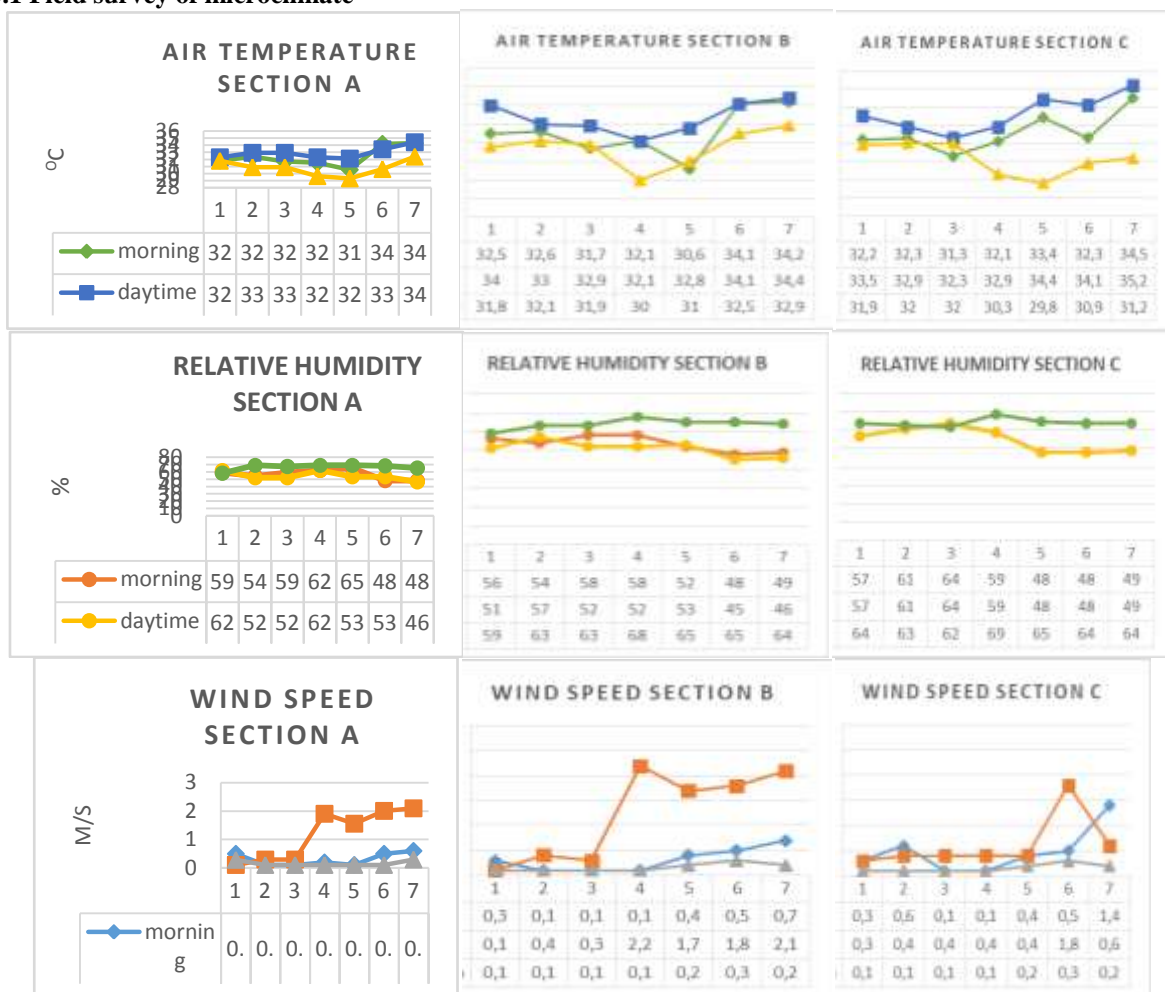 .1 Field survey of microclimate
AIR TEMPERATURE
SECTION A
°C
36
28
1 2 3 4 5 6 7
morning 32 32 32 32 31 34 34
daytime 32 33 33 32 32 33 34
AIR TEMPERATURE SECTION B
1 2 3 4 5 6 7
32,5 32,6 31,7 32,1 30,6 34,1 34,2
34 33 32,9 32,1 32,8 34,1 34,4
31,8 32,1 31,9 30 31 32,5 32,9
AIR TEMPERATURE SECTION C
1 2 3 4 5 6 7
32,2 32,3 31,3 32,1 33,4 32,3 34,5
33,5 32,9 32,3 32,9 34,4 34,1 35,2
31,9 32 32 30,3 29,8 30,9 31,2
RELATIVE HUMIDITY
SECTION A
%
80
70
60
50
40
30
20
10
0
1 2 3 4 5 6 7
morning 59 54 59 62 65 48 48
daytime 62 52 52 62 53 53 46
RELATIVE HUMIDITY SECTION B
1 2 3 4 5 6 7
56 54 58 58 52 48 49
51 57 52 52 53 45 46
59 63 63 68 65 65 64
RELATIVE HUMIDITY SECTION C
1 2 3 4 5 6 7
57 61 64 59 48 48 49
57 61 64 59 48 48 49
64 63 62 69 65 64 64
WIND SPEED
SECTION A
M/S
3
2
1
0
1 2 3 4 5 6 7
mornin
g 0. 0. 0. 0. 0. 0. 0.
WIND SPEED SECTION B
1 2 3 4 5 6 7
0,3 0,1 0,1 0,1 0,4 0,5 0,7
0,1 0,4 0,3 2,2 1,7 1,8 2,1
0,1 0,1 0,1 0,1 0,2 0,3 0,2
WIND SPEED SECTION C
1 2 3 4 5 6 7
0,3 0,6 0,1 0,1 0,4 0,5 1,4
0,3 0,4 0,4 0,4 0,4 1,8 0,6
0,1 0,1 0,1 0,1 0,2 0,3 0,2